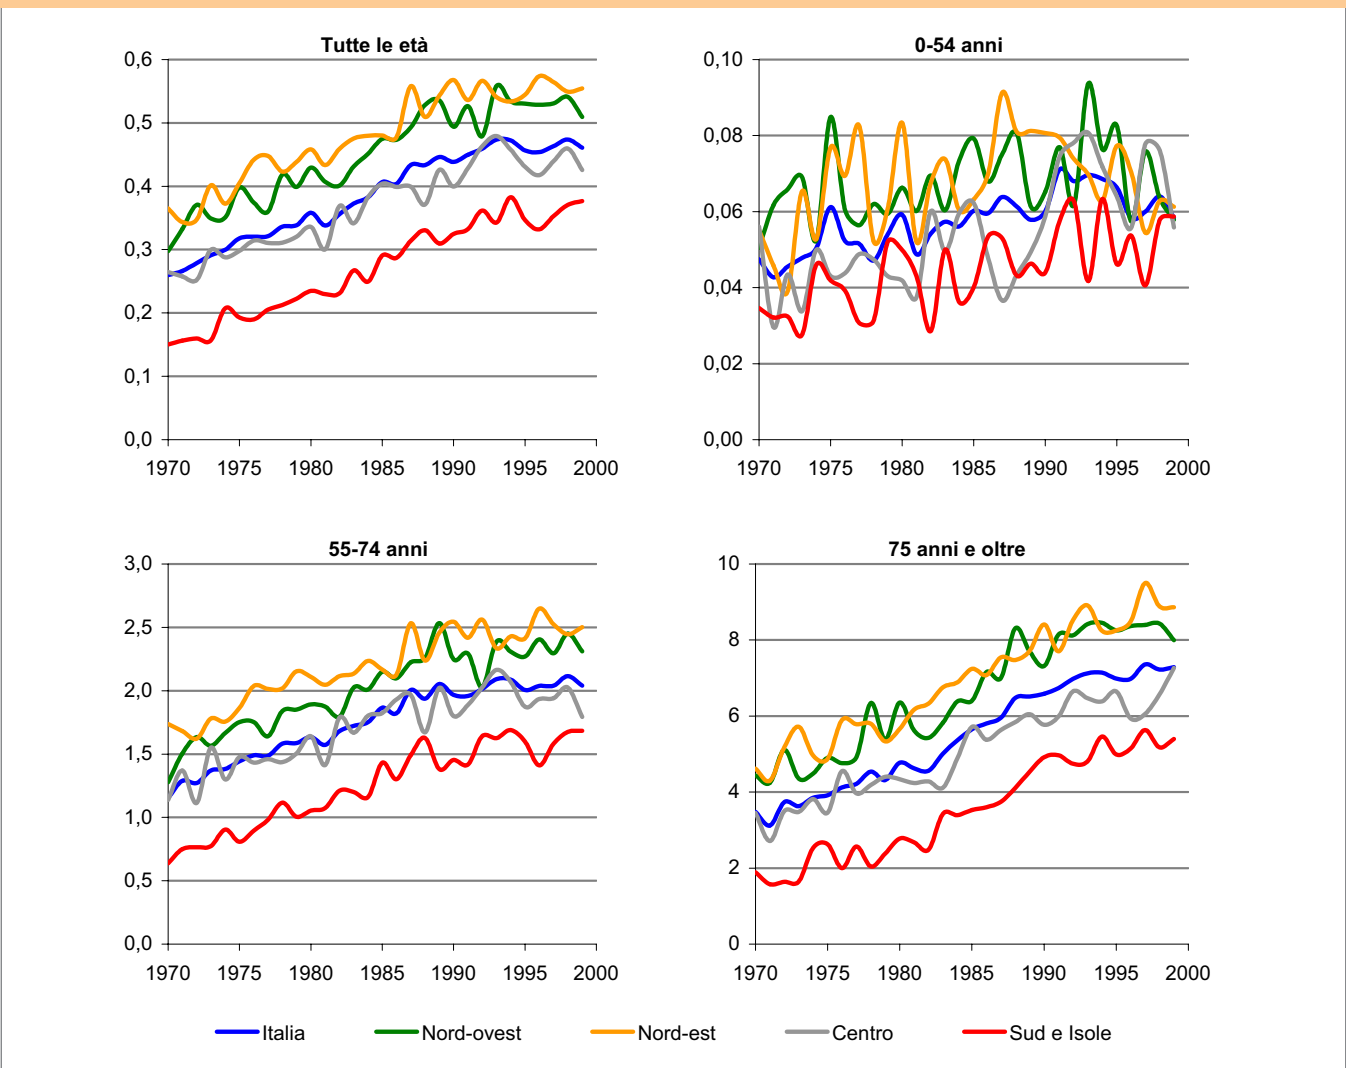 Tutte le età
0,6
0,5
0,4
0,3
0,2
0,1
0,0
1970 1975 1980 1985 1990 1995 2000
0-54 anni
0,10
0,08
0,06
0,04
0,02
0,00
1970 1975 1980 1985 1990 1995 2000
55-74 anni
3,0
2,5
2,0
1,5
1,0
0,5
0,0
1970 1975 1980 1985 1990 1995 2000
75 anni e oltre
10
8
6
4
2
0
1970 1975 1980 1985 1990 1995 2000
Italia Nord-ovest Nord-est Centro Sud e Isole